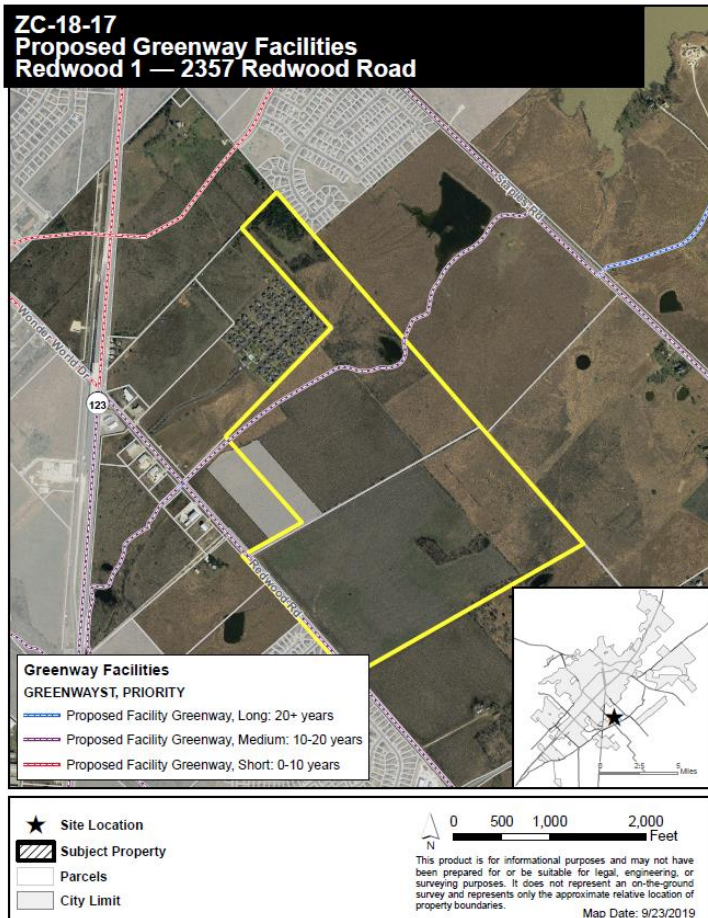 ZC-18-17
Proposed Greenway Facilities
Redwood 1 — 2357 Redwood Road
Staples Rd
Wonder World Dr
123
Redwood Rd
Greenway Facilities
GREENWAYST, PRIORITY
Proposed Facility Greenway, Long: 20+ years
Proposed Facility Greenway, Medium: 10-20 years
Proposed Facility Greenway, Short: 0-10 years
0 2.5 5
Miles
Site Location
Subject Property
Parcels
City Limit
N
0 500 1,000 2,000
Feet
This product is for informational purposes and may not have
been prepared for or be suitable for legal, engineering, or
surveying purposes. It does not represent an on-the-ground
survey and represents only the approximate relative location of
property boundaries.
Map Date: 9/23/2019